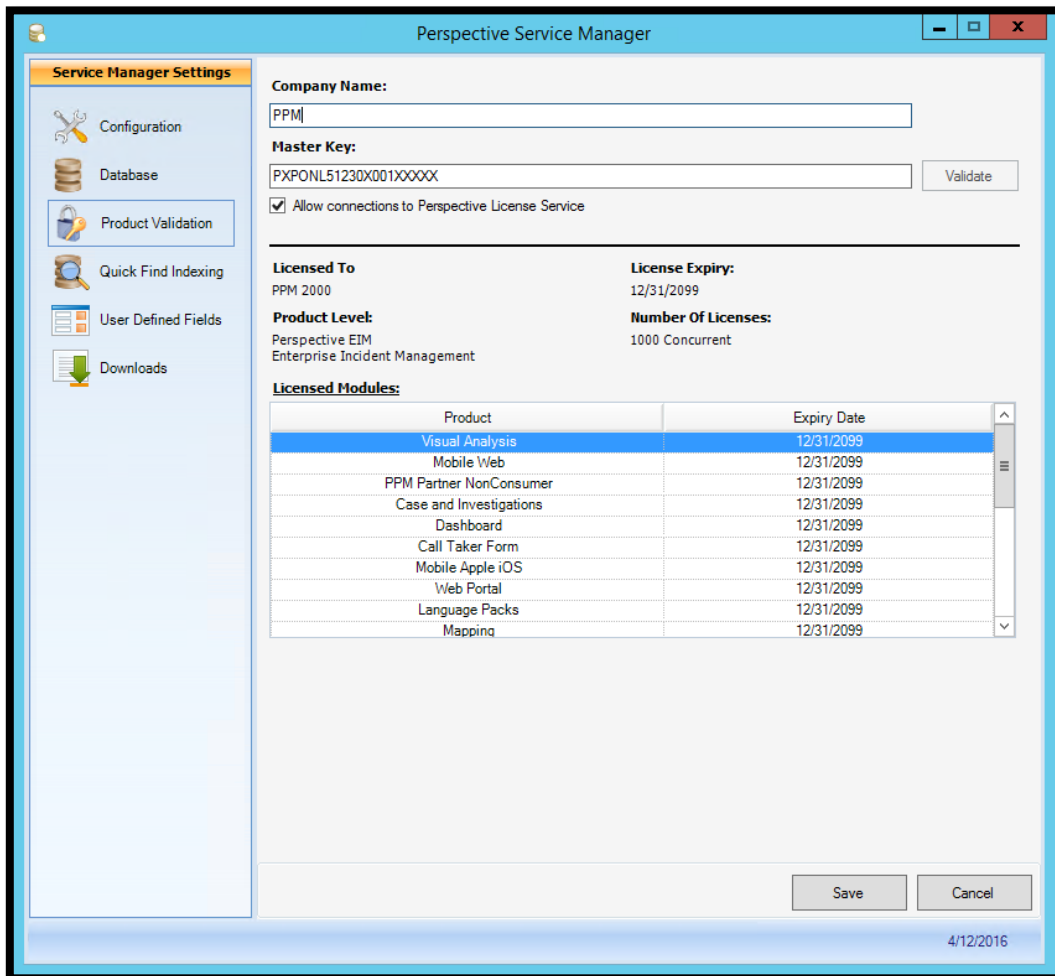 Perspective Service Manager
Service Manager Settings
Configuration
Database
Product Validation
Quick Find Indexing
User Defined Fields
Downloads
Company Name:
PPM
Master Key:
PXPONL51230X001XXXXX
Validate
Allow connections to Perspective License Service
Licensed To
License Expiry:
PPM 2000
12/31/2099
Product Level:
Number Of Licenses:
Perspective EIM
1000 Concurrent
Enterprise Incident Management
Licensed Modules:
Product Expiry Date
Visual Analysis 12/31/2099
Mobile Web 12/31/2099
PPM Partner NonConsumer 12/31/2099
Case and Investigations 12/31/2099
Dashboard 12/31/2099
Call Taker Form 12/31/2099
Mobile Apple iOS 12/31/2099
Web Portal 12/31/2099
Language Packs 12/31/2099
Mapping 12/31/2099
Save
Cancel
4/12/2016